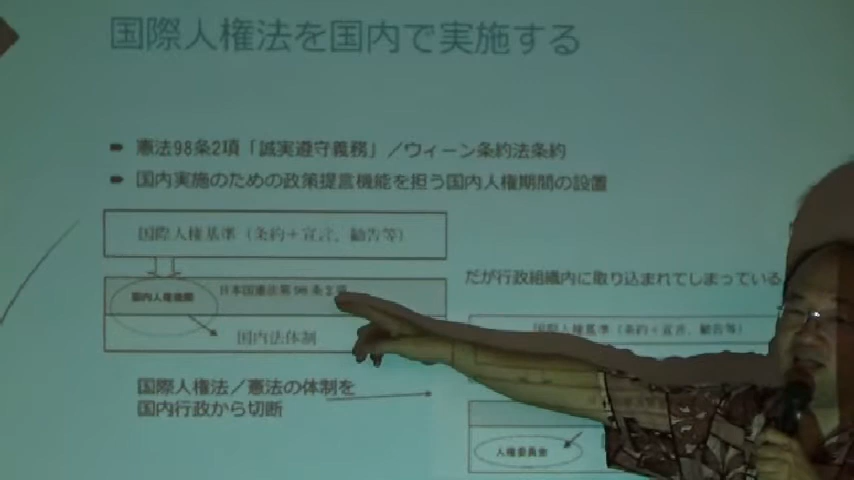 国際人権法を国内で実施する
憲法98条2項「誠実遵守義務」／ウィーン条約法条約
国内実施のための政策提言機能を担う国内人権期間の設置
国際人権基準（条約＋宣言、勧告等）
国内人権機関
日本国憲法第98条2項
国内法体制
国際人権法／憲法の体制を
国内行政から切断
だが行政組織内に取り込まれてしまっている
国際人権基準（条約＋宣言、勧告等）
人権委員会